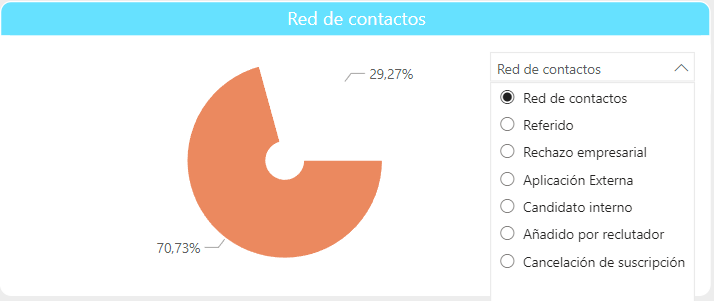 Red de contactos
29,27%
70,73%
Red de contactos
Red de contactos
Referido
Rechazo empresarial
Aplicación Externa
Candidato interno
Añadido por reclutador
Cancelación de suscripción